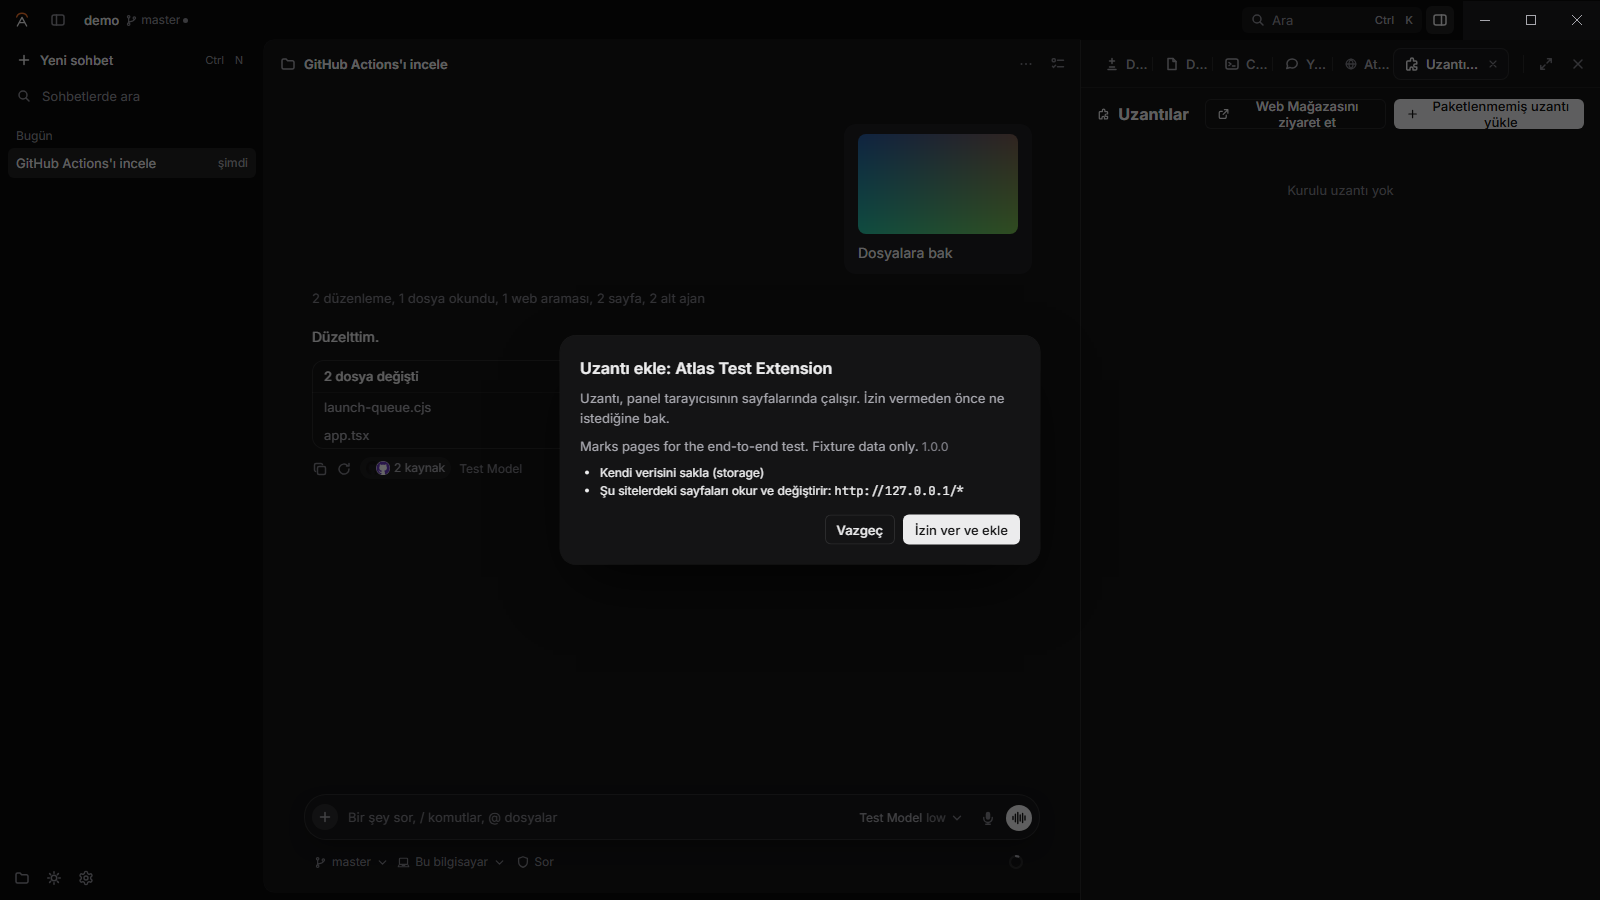 demo master
Ara Ctrl K
Yeni sohbet Ctrl N
Sohbetlerde ara
Bugün
GitHub Actions'ı incele şimdi
GitHub Actions'ı incele
D... D... C... Y... At... Uzantı...
Uzantılar
Web Mağazasını
ziyaret et
Paketlenmemiş uzantı
yükle
Kurulu uzantı yok
Dosyalara bak
2 düzenleme, 1 dosya okundu, 1 web araması, 2 sayfa, 2 alt ajan
Düzelttim.
2 dosya değişti
launch-queue.cjs
app.tsx
2 kaynak Test Model
Uzantı ekle: Atlas Test Extension
Uzantı, panel tarayıcısının sayfalarında çalışır. İzin vermeden önce ne
istediğine bak.
Marks pages for the end-to-end test. Fixture data only. 1.0.0
• Kendi verisini sakla (storage)
• Şu sitelerdeki sayfaları okur ve değiştirir: http://127.0.0.1/*
Vazgeç İzin ver ve ekle
Bir şey sor, / komutlar, @ dosyalar
Test Model low
master Bu bilgisayar Sor